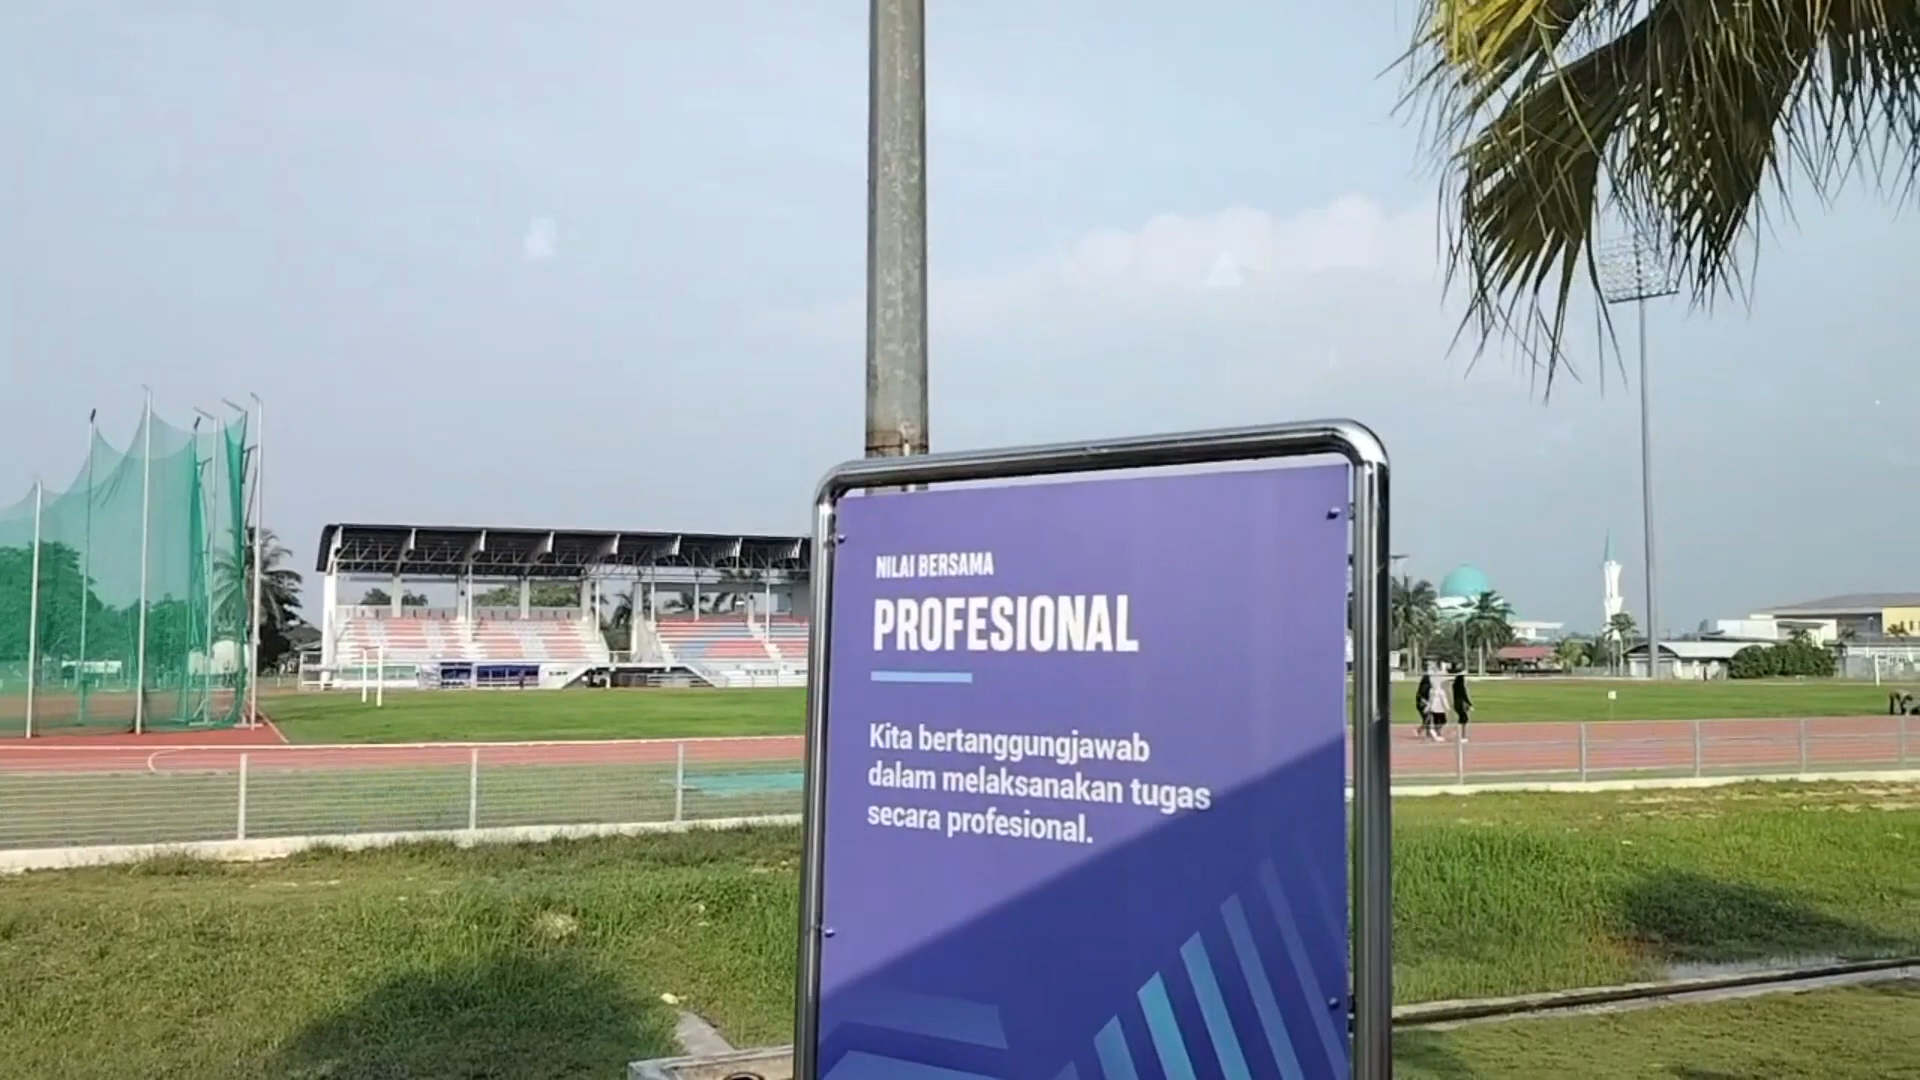 NILAI BERSAMA
PROFESIONAL
Kita bertanggungjawab
dalam melaksanakan tugas
secara profesional.